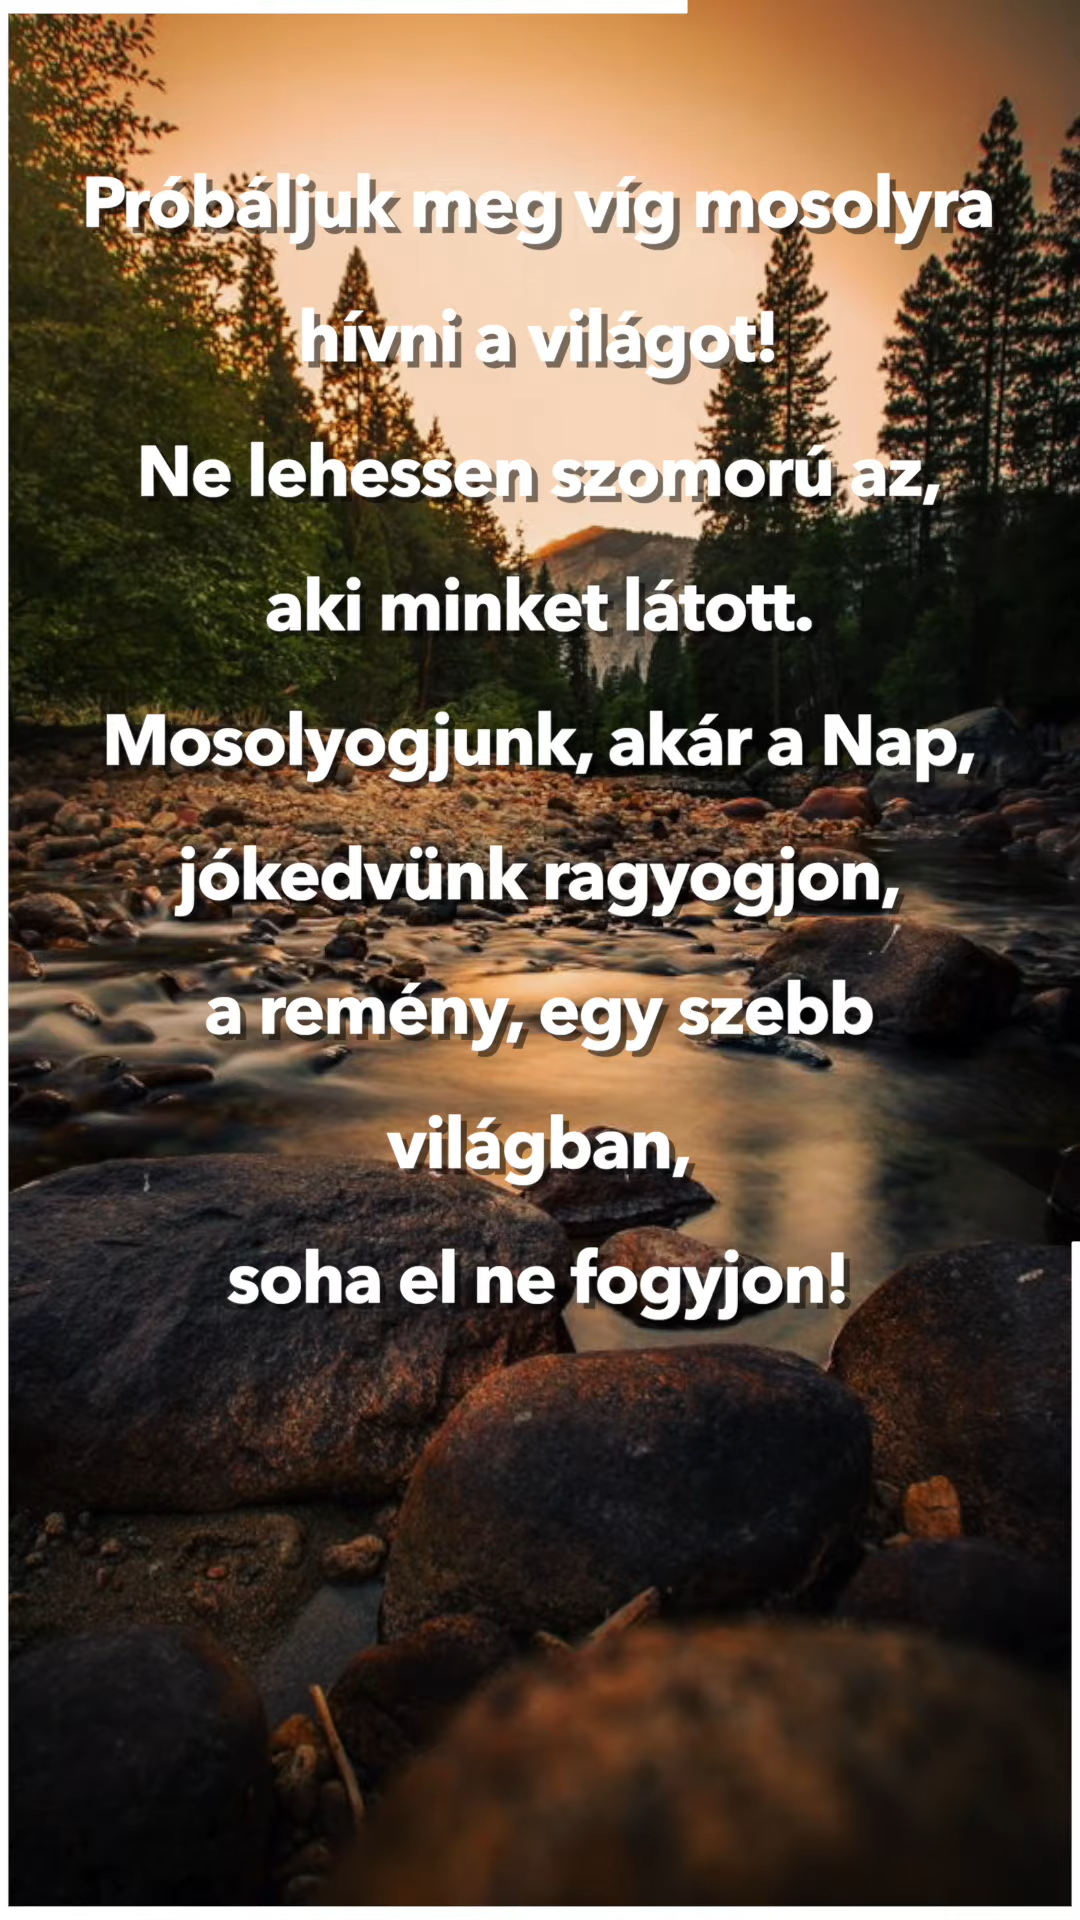 Próbáljuk meg víg mosolyra
hívni a világot!
Ne lehessen szomorú az,
aki minket látott.
Mosolyogjunk, akár a Nap,
jókedvünk ragyogjon,
a remény, egy szebb
világban,
soha el ne fogyjon!